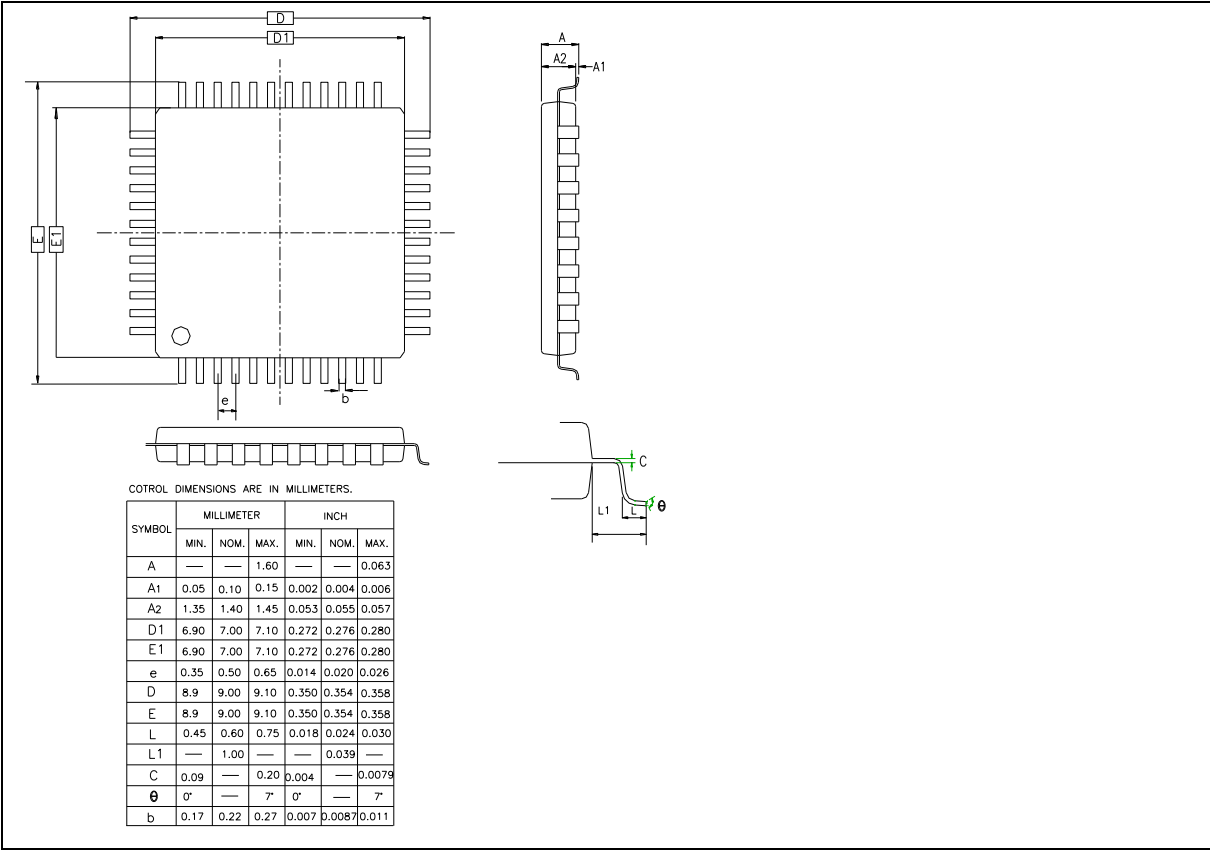 D
D1
A
A2
A1
E
E1
e
b
C
L1
L
θ
COTROL DIMENSIONS ARE IN MILLIMETERS.
SYMBOL MILLIMETER INCH
MIN. NOM. MAX. MIN. NOM. MAX.
A — — 1.60 — — 0.063
A1 0.05 0.10 0.15 0.002 0.004 0.006
A2 1.35 1.40 1.45 0.053 0.055 0.057
D1 6.90 7.00 7.10 0.272 0.276 0.280
E1 6.90 7.00 7.10 0.272 0.276 0.280
e 0.35 0.50 0.65 0.014 0.020 0.026
D 8.9 9.00 9.10 0.350 0.354 0.358
E 8.9 9.00 9.10 0.350 0.354 0.358
L 0.45 0.60 0.75 0.018 0.024 0.030
L1 — 1.00 — — 0.039 —
C 0.09 — 0.20 0.004 — 0.0079
θ 0° — 7° 0° — 7°
b 0.17 0.22 0.27 0.007 0.0087 0.011